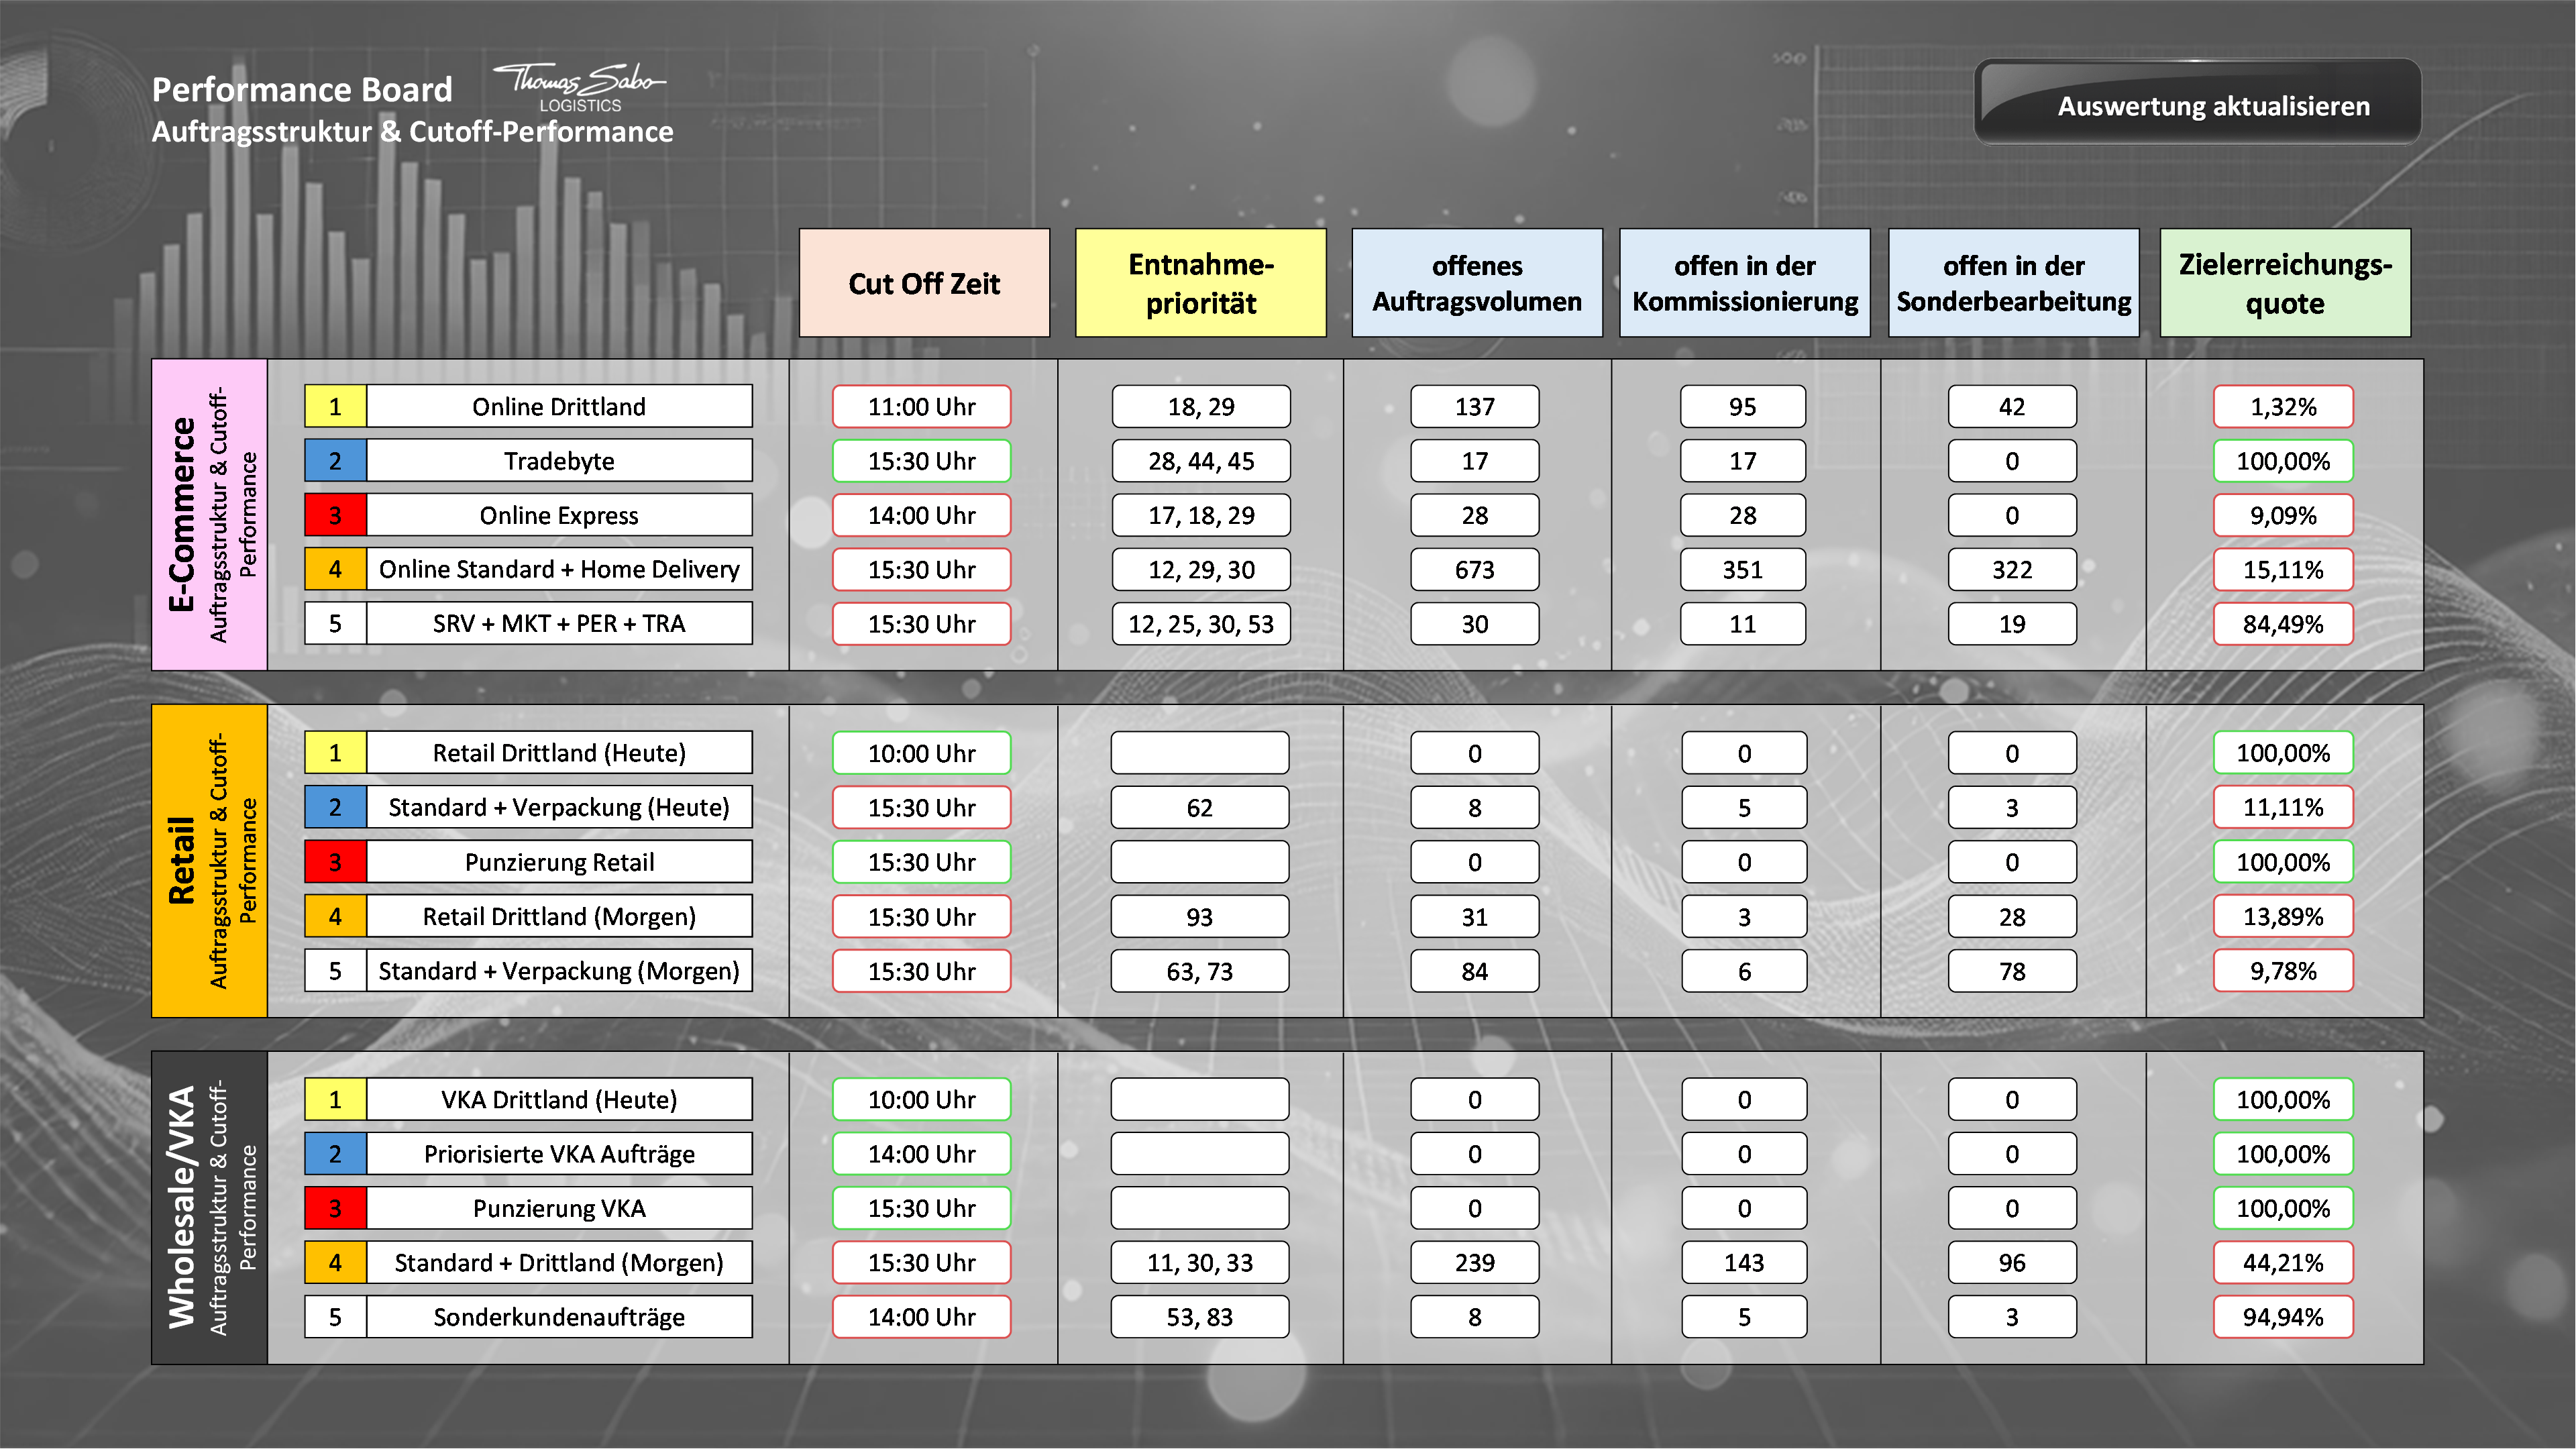 Performance Board
Thomas Sabo
LOGISTICS
Auftragsstruktur & Cutoff-Performance
Auswertung aktualisieren
Cut Off Zeit
Entnahme-
priorität
offenes
Auftragsvolumen
offen in der
Kommissionierung
offen in der
Sonderbearbeitung
Zielerreichungs-
quote
E-Commerce
Auftragsstruktur & Cutoff-
Performance
1 Online Drittland 11:00 Uhr 18, 29 137 95 42 1,32%
2 Tradebyte 15:30 Uhr 28, 44, 45 17 17 0 100,00%
3 Online Express 14:00 Uhr 17, 18, 29 28 28 0 9,09%
4 Online Standard + Home Delivery 15:30 Uhr 12, 29, 30 673 351 322 15,11%
5 SRV + MKT + PER + TRA 15:30 Uhr 12, 25, 30, 53 30 11 19 84,49%
Retail
Auftragsstruktur & Cutoff-
Performance
1 Retail Drittland (Heute) 10:00 Uhr 0 0 0 100,00%
2 Standard + Verpackung (Heute) 15:30 Uhr 62 8 5 3 11,11%
3 Punzierung Retail 15:30 Uhr 0 0 0 100,00%
4 Retail Drittland (Morgen) 15:30 Uhr 93 31 3 28 13,89%
5 Standard + Verpackung (Morgen) 15:30 Uhr 63, 73 84 6 78 9,78%
Wholesale/VKA
Auftragsstruktur & Cutoff-
Performance
1 VKA Drittland (Heute) 10:00 Uhr 0 0 0 100,00%
2 Priorisierte VKA Aufträge 14:00 Uhr 0 0 0 100,00%
3 Punzierung VKA 15:30 Uhr 0 0 0 100,00%
4 Standard + Drittland (Morgen) 15:30 Uhr 11, 30, 33 239 143 96 44,21%
5 Sonderkundenaufträge 14:00 Uhr 53, 83 8 5 3 94,94%